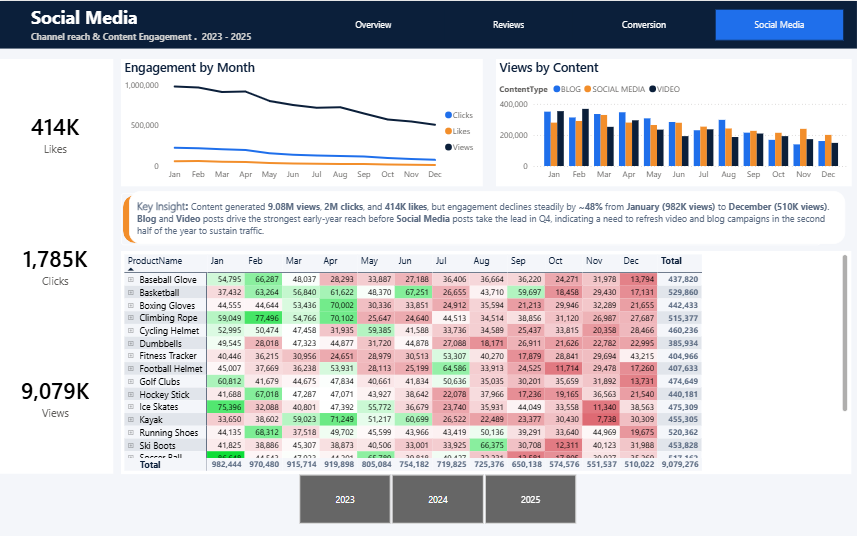 Social Media
Channel reach & Content Engagement . 2023 - 2025
Overview
Reviews
Conversion
Social Media
414K
Likes
1,785K
Clicks
9,079K
Views
Engagement by Month
1,000,000
500,000
0
Jan Feb Mar Apr May Jun Jul Aug Sep Oct Nov Dec
Clicks
Likes
Views
Views by Content
ContentType BLOG SOCIAL MEDIA VIDEO
400,000
200,000
0
Jan Feb Mar Apr May Jun Jul Aug Sep Oct Nov Dec
Key Insight: Content generated 9.08M views, 2M clicks, and 414K likes, but engagement declines steadily by ~48% from January (982K views) to December (510K views).
Blog and Video posts drive the strongest early-year reach before Social Media posts take the lead in Q4, indicating a need to refresh video and blog campaigns in the second
half of the year to sustain traffic.
ProductName Jan Feb Mar Apr May Jun Jul Aug Sep Oct Nov Dec Total
Baseball Glove 54,795 66,287 48,037 28,293 33,887 27,188 36,406 36,664 36,220 24,271 31,978 13,794 437,820
Basketball 37,432 63,264 56,840 61,622 48,370 67,251 26,655 43,710 59,697 18,458 29,430 17,131 529,860
Boxing Gloves 44,555 44,644 53,436 70,002 30,336 33,851 24,912 35,594 21,213 29,946 32,289 21,655 442,433
Climbing Rope 59,049 77,496 54,766 70,102 25,647 24,640 44,513 34,514 38,856 31,120 26,987 27,687 515,377
Cycling Helmet 52,995 50,474 47,458 31,935 59,385 41,588 33,736 34,589 25,437 33,815 20,358 28,466 460,236
Dumbbells 49,545 28,018 47,323 44,877 31,720 44,878 27,088 18,171 26,911 21,626 22,782 22,995 385,934
Fitness Tracker 40,446 36,215 30,956 24,651 28,979 30,513 53,307 40,270 17,879 28,841 29,694 43,215 404,966
Football Helmet 45,007 37,669 36,238 53,931 28,113 25,199 64,586 33,913 24,525 11,714 29,478 17,260 407,633
Golf Clubs 60,812 41,679 44,675 47,834 40,661 41,834 50,636 35,035 30,201 35,659 31,892 13,731 474,649
Hockey Stick 41,688 67,018 47,287 47,071 43,927 38,642 22,078 37,966 17,236 19,165 36,563 21,540 440,181
Ice Skates 75,396 32,088 40,801 47,392 55,772 36,679 23,740 35,931 44,049 33,558 11,340 38,563 475,309
Kayak 33,650 38,602 59,023 71,249 51,217 60,699 26,522 22,489 23,377 30,430 7,738 30,309 455,305
Running Shoes 44,135 68,312 37,518 49,702 45,599 43,966 43,419 50,136 39,291 33,640 44,969 19,675 520,362
Ski Boots 41,825 38,886 45,307 38,873 40,506 33,001 33,925 66,375 30,708 12,311 40,123 31,988 453,828
Total 982,444 970,480 915,714 919,898 805,084 754,182 719,825 725,376 650,138 574,576 551,537 510,022 9,079,276
2023
2024
2025